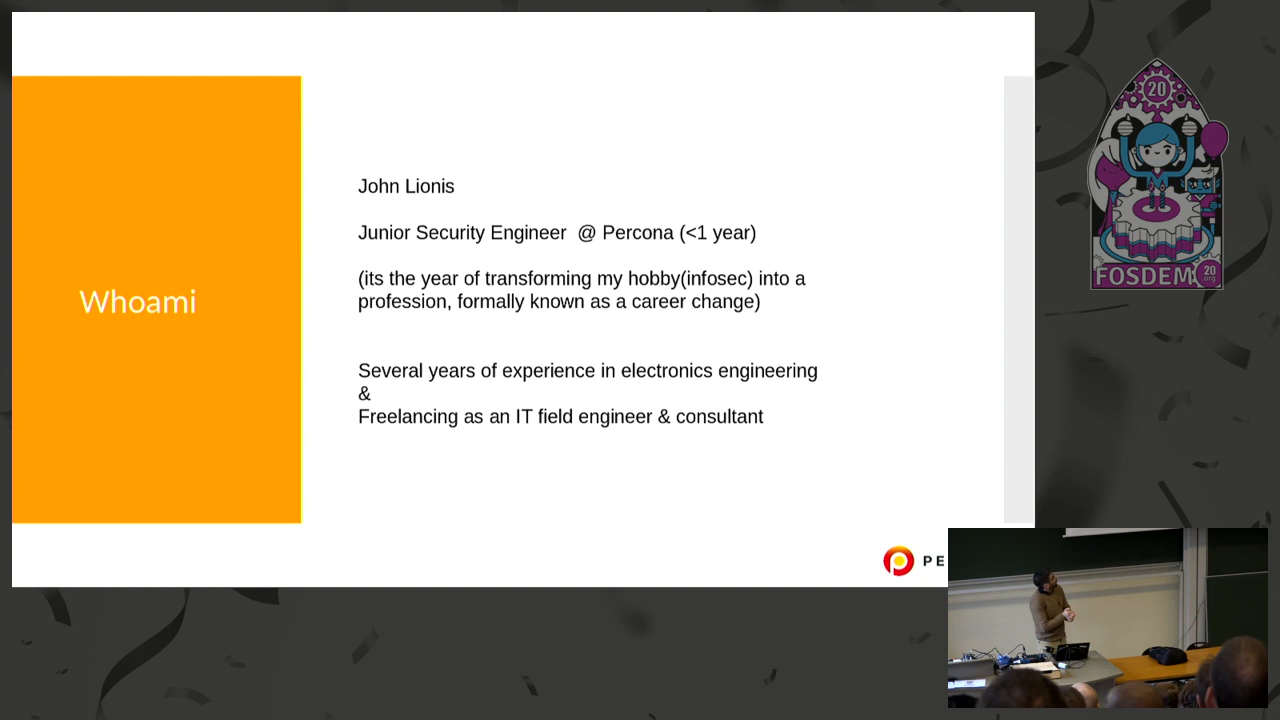 Whoami
John Lionis
Junior Security Engineer @ Percona (<1 year)
(its the year of transforming my hobby(infosec) into a
profession, formally known as a career change)
Several years of experience in electronics engineering
&
Freelancing as an IT field engineer & consultant
PE
20
FOSDEM
20
.org